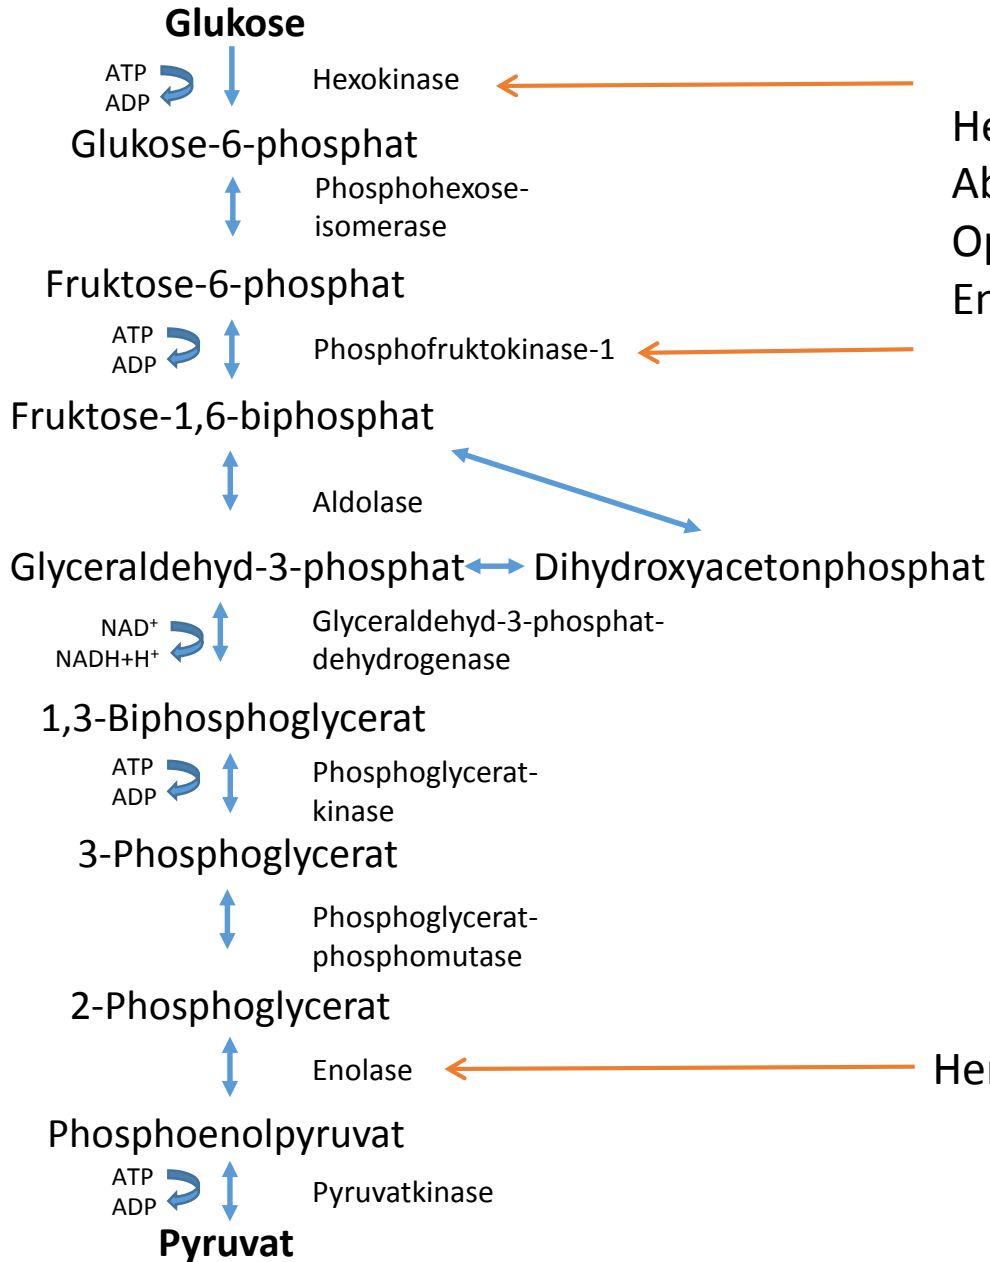 Glukose
ATP
ADP
Hexokinase
Glukose-6-phosphat
Phosphohexose-
isomerase
Fruktose-6-phosphat
ATP
ADP
Phosphofruktokinase-1
Fruktose-1,6-biphosphat
Aldolase
Glyceraldehyd-3-phosphat
Dihydroxyacetonphosphat
NAD⁺
NADH+H⁺
Glyceraldehyd-3-phosphat-
dehydrogenase
1,3-Biphosphoglycerat
ATP
ADP
Phosphoglycerat-
kinase
3-Phosphoglycerat
Phosphoglycerat-
phosphomutase
2-Phosphoglycerat
Enolase
Phosphoenolpyruvat
ATP
ADP
Pyruvatkinase
Pyruvat